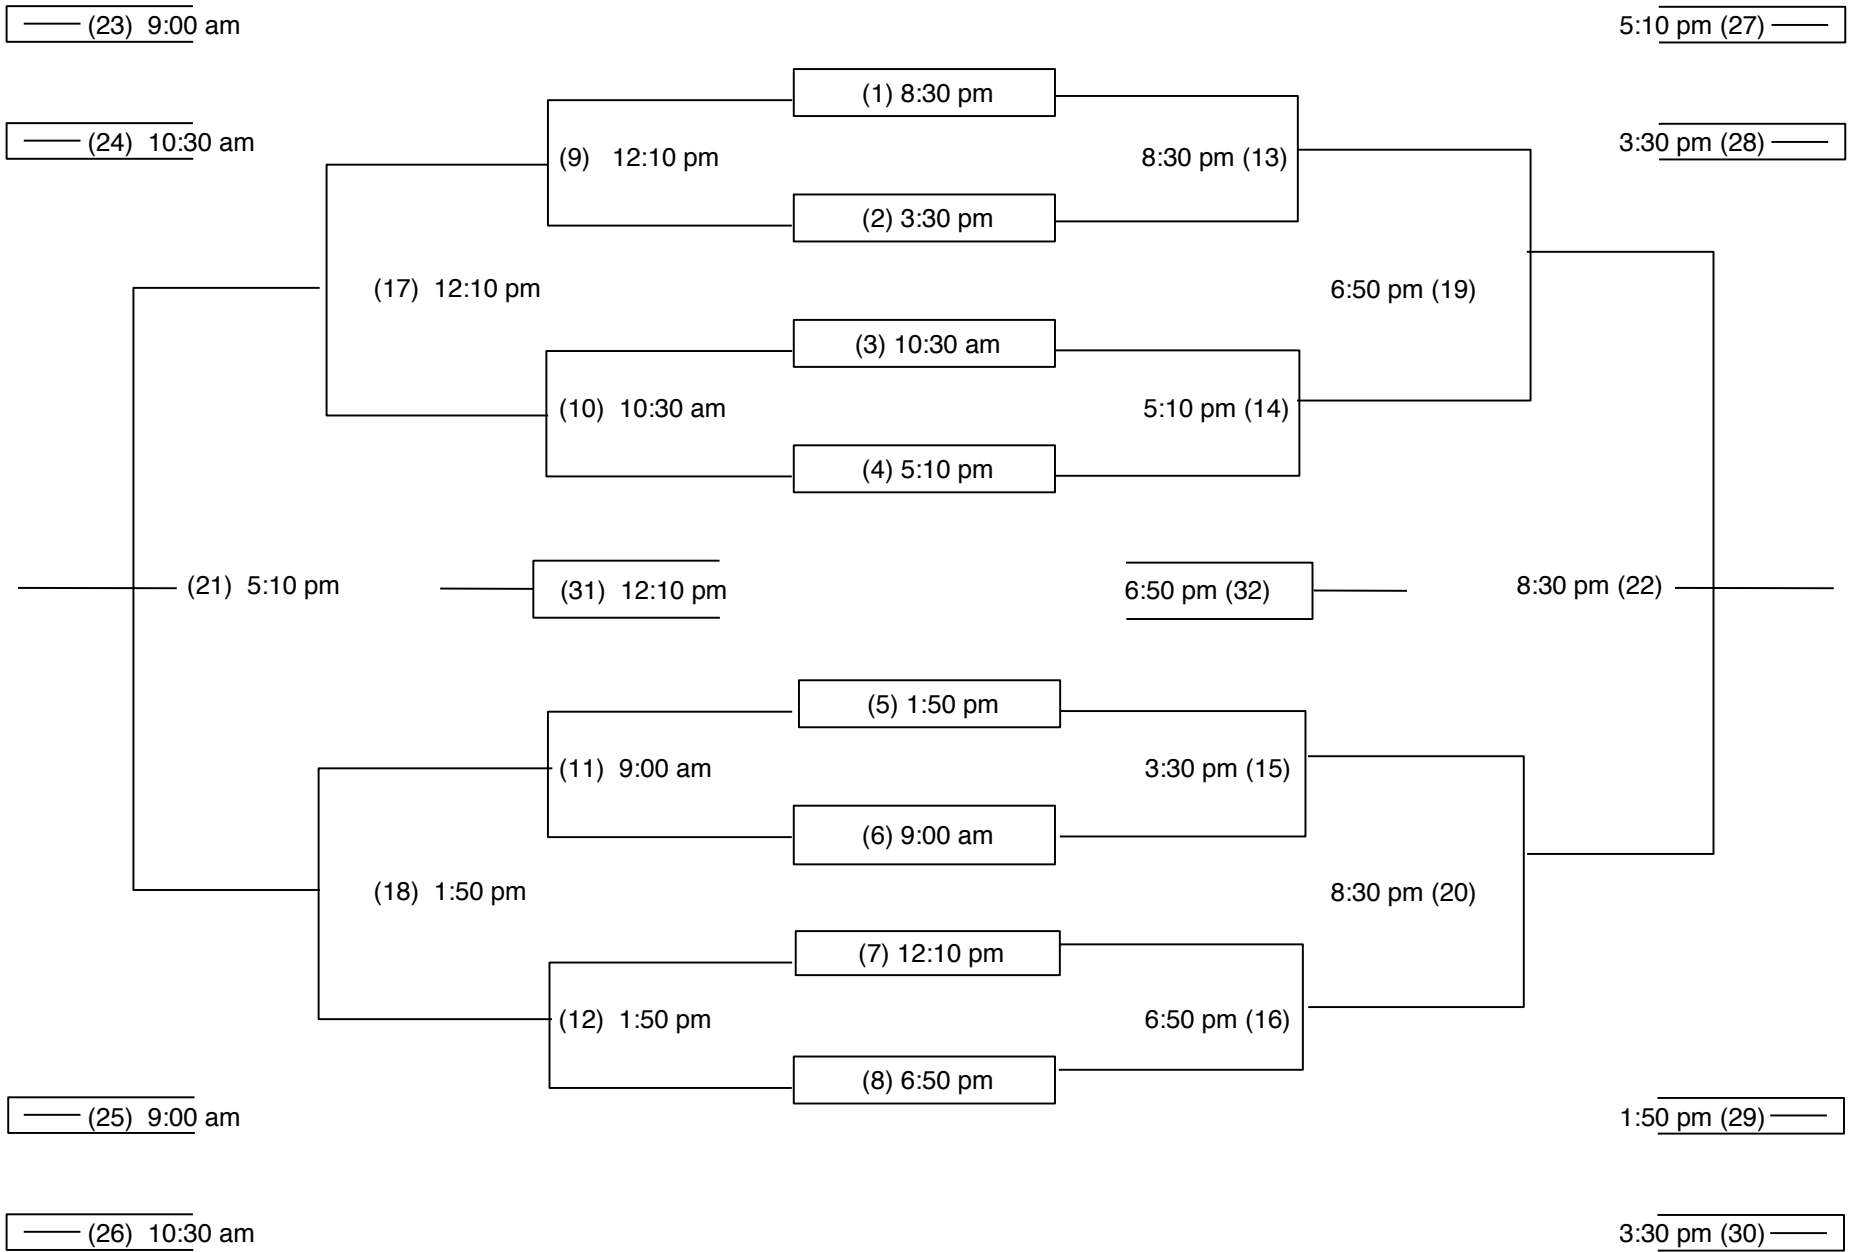 (23) 9:00 am
5:10 pm (27)
(1) 8:30 pm
(24) 10:30 am
3:30 pm (28)
(9) 12:10 pm
8:30 pm (13)
(2) 3:30 pm
(17) 12:10 pm
6:50 pm (19)
(3) 10:30 am
(10) 10:30 am
5:10 pm (14)
(4) 5:10 pm
(21) 5:10 pm
(31) 12:10 pm
6:50 pm (32)
8:30 pm (22)
(5) 1:50 pm
(11) 9:00 am
3:30 pm (15)
(6) 9:00 am
(18) 1:50 pm
8:30 pm (20)
(7) 12:10 pm
(12) 1:50 pm
6:50 pm (16)
(8) 6:50 pm
(25) 9:00 am
1:50 pm (29)
(26) 10:30 am
3:30 pm (30)